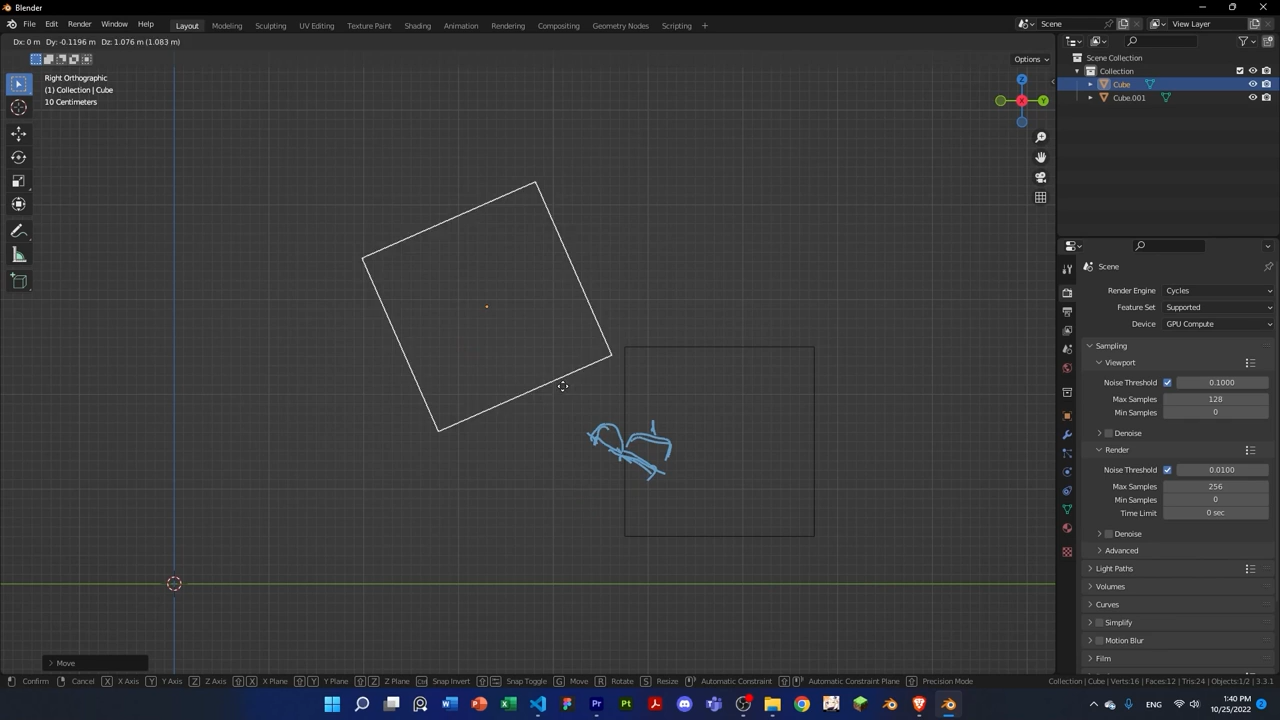 Blender
File Edit Render Window Help Layout Modeling Sculpting UV Editing Texture Paint Shading Animation Rendering Compositing Geometry Nodes Scripting + Scene View Layer
Dx: 0 m Dy: -0.1196 m Dz: 1.076 m (1.083 m)
Options
Right Orthographic
(1) Collection | Cube
10 Centimeters
Z
Y
X
Scene Collection
Collection
Cube
Cube.001
Scene
Render Engine Cycles
Feature Set Supported
Device GPU Compute
Sampling
Viewport
Noise Threshold 0.1000
Max Samples 128
Min Samples 0
Denoise
Render
Noise Threshold 0.0100
Max Samples 256
Min Samples 0
Time Limit 0 sec
Denoise
Advanced
Light Paths
Volumes
Curves
Simplify
Motion Blur
Film
Move
Confirm Cancel X X Axis Y Y Axis Z Z Axis X X Plane Y Y Plane Z Z Plane Snap Invert Snap Toggle G Move R Rotate S Resize Automatic Constraint Automatic Constraint Plane Precision Mode Collection | Cube | Verts:16 | Faces:12 | Tris:24 | Objects:1/2 | 3.3.1
ENG 1:40 PM
10/25/2022